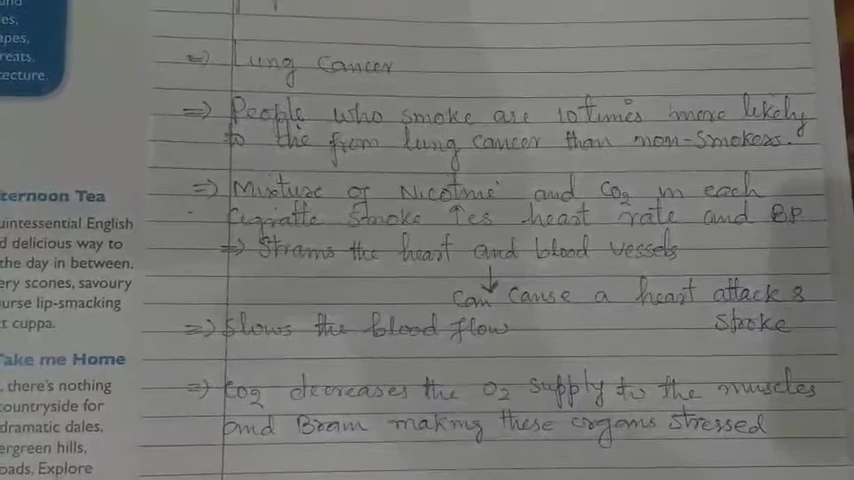 es,
apes,
reats.
tecture.
⇒ Lung Cancer
⇒ People who smoke are 10 times more likely
to the from lung cancer than non-smokers.
⇒ Mixture of Nicotine and CO2 in each
smoke ↑es heart rate and BP
⇒ Strains the heart and blood vessels
↓
can cause a heart attack &
stroke
⇒ Slows the blood flow
⇒ CO2 decreases the O2 supply to the muscles
and Brain making these organs stressed
ternoon Tea
uintessential English
d delicious way to
the day in between.
ery scones, savoury
urse lip-smacking
r cuppa.
Take me Home
, there's nothing
countryside for
dramatic dales,
ergreen hills,
oads. Explore